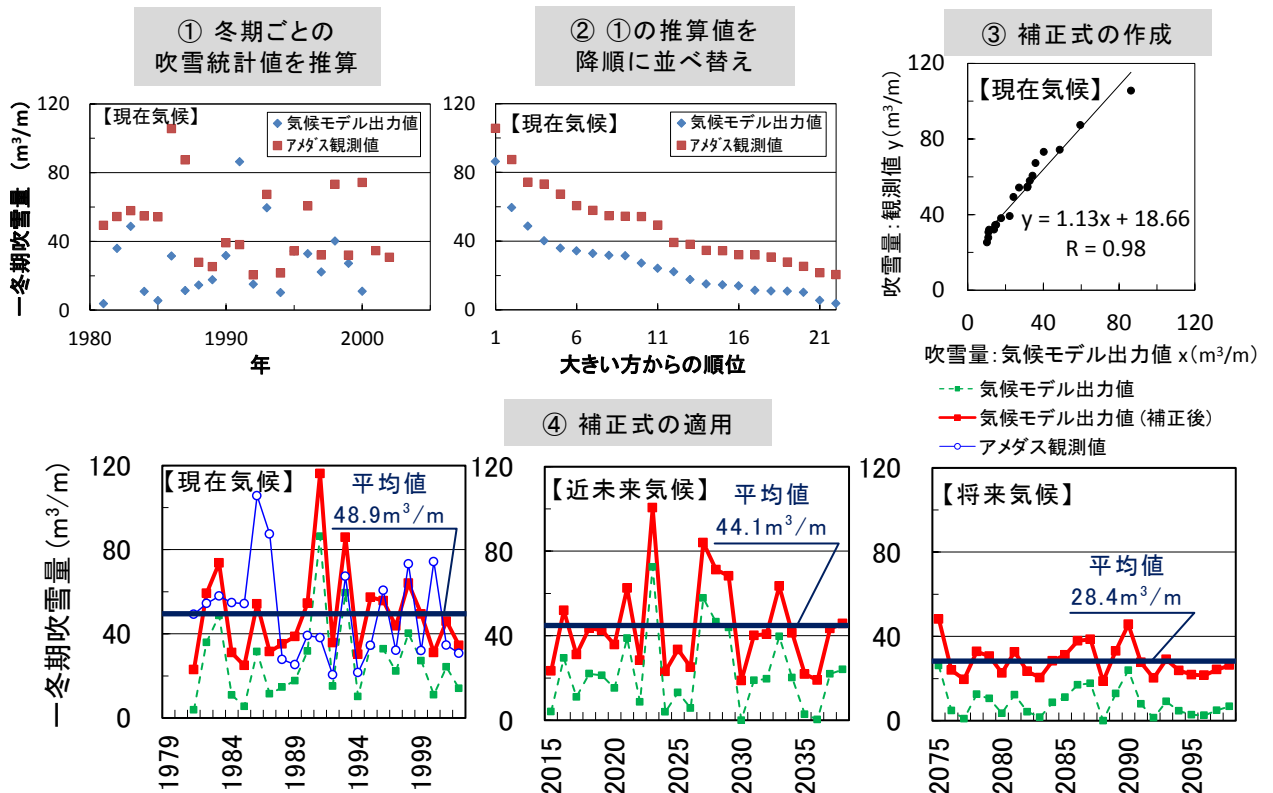 ① 冬期ごとの
吹雪統計値を推算
② ①の推算値を
降順に並べ替え
③ 補正式の作成
一冬期吹雪量 (m³/m)
120
80
40
0
【現在気候】
気候モデル出力値
アメダス観測値
1980
1990
2000
年
120
80
40
0
【現在気候】
気候モデル出力値
アメダス観測値
1
6
11
16
21
大きい方からの順位
吹雪量:観測値 y(m³/m)
120
80
40
0
【現在気候】
y = 1.13x + 18.66
R = 0.98
0
40
80
120
吹雪量:気候モデル出力値 x(m³/m)
④ 補正式の適用
気候モデル出力値
気候モデル出力値(補正後)
アメダス観測値
一冬期吹雪量 (m³/m)
120
80
40
0
【現在気候】
平均値
48.9m³/m
1979
1984
1989
1994
1999
120
80
40
0
【近未来気候】
平均値
44.1m³/m
2015
2020
2025
2030
2035
120
80
40
0
【将来気候】
平均値
28.4m³/m
2075
2080
2085
2090
2095